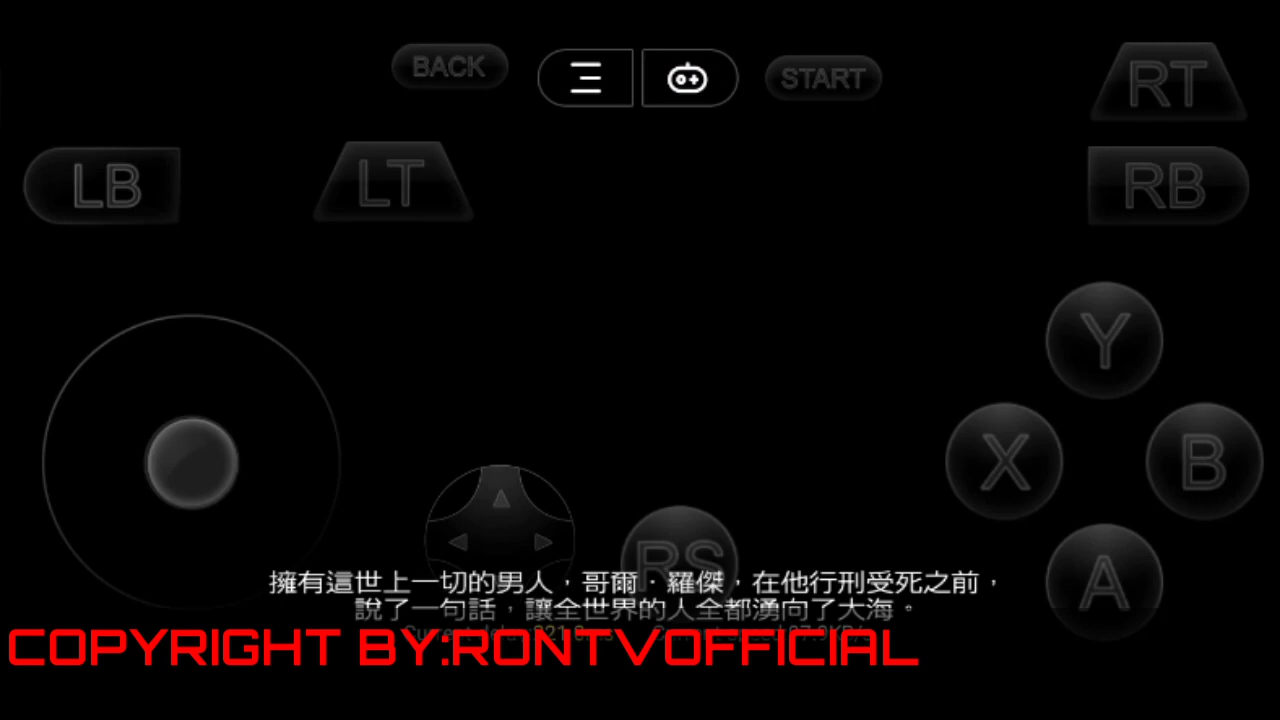 BACK
START
RT
LB
LT
RB
Y
X
B
RS
A
擁有這世上一切的男人，哥爾．羅傑，在他行刑受死之前，
說了一句話，讓全世界的人全都湧向了大海。
COPYRIGHT BY:RONTVOFFICIAL